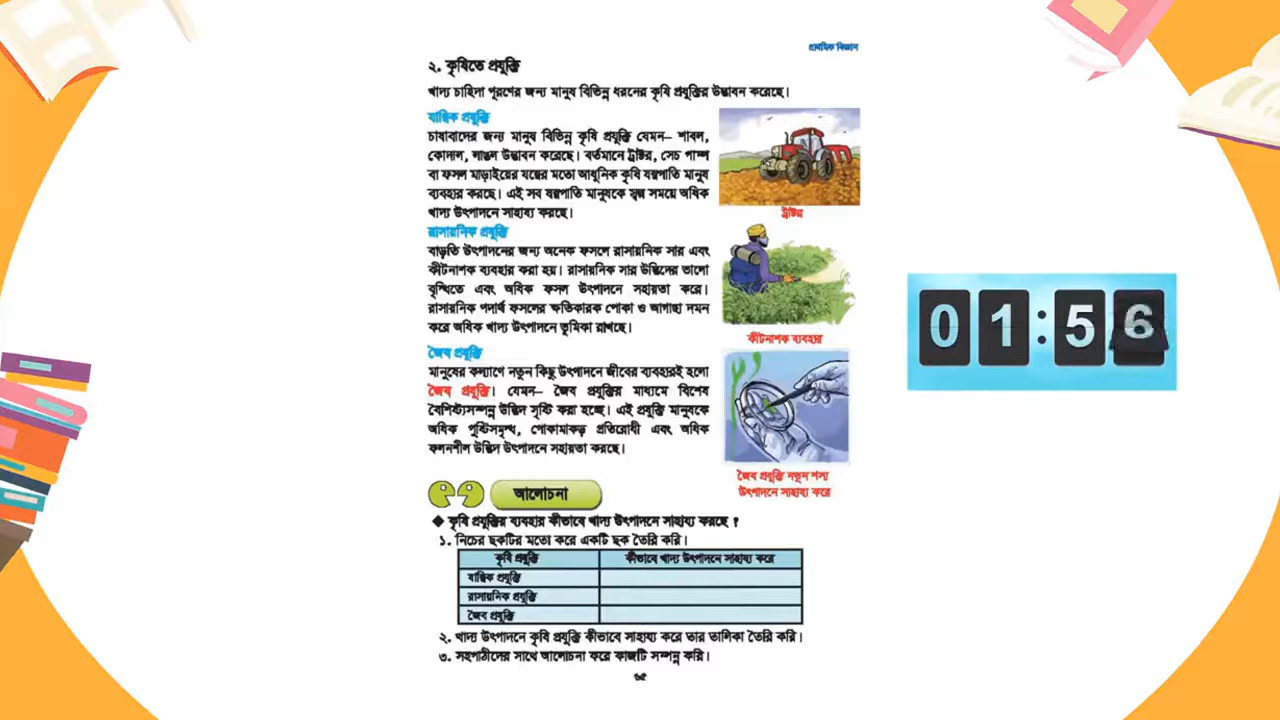 প্রাথমিক বিজ্ঞান
২. কৃষিতে প্রযুক্তি
খাদ্য চাহিদা পূরণের জন্য মানুষ বিভিন্ন ধরনের কৃষি প্রযুক্তির উদ্ভাবন করেছে।
যান্ত্রিক প্রযুক্তি
চাষাবাদের জন্য মানুষ বিভিন্ন কৃষি প্রযুক্তি যেমন– শাবল,
কোদাল, লাঙল উদ্ভাবন করেছে। বর্তমানে ট্রাক্টর, সেচ পাম্প
বা ফসল মাড়াইয়ের যন্ত্রের মতো আধুনিক কৃষি যন্ত্রপাতি মানুষ
ব্যবহার করছে। এই সব যন্ত্রপাতি মানুষকে স্বল্প সময়ে অধিক
খাদ্য উৎপাদনে সাহায্য করছে।
ট্রাক্টর
রাসায়নিক প্রযুক্তি
বাড়তি উৎপাদনের জন্য অনেক ফসলে রাসায়নিক সার এবং
কীটনাশক ব্যবহার করা হয়। রাসায়নিক সার উদ্ভিদের ভালো
বৃদ্ধিতে এবং অধিক ফসল উৎপাদনে সহায়তা করে।
রাসায়নিক পদার্থ ফসলের ক্ষতিকারক পোকা ও আগাছা দমন
করে অধিক খাদ্য উৎপাদনে ভূমিকা রাখছে।
কীটনাশক ব্যবহার
জৈব প্রযুক্তি
মানুষের কল্যাণে নতুন কিছু উৎপাদনে জীবের ব্যবহারই হলো
জৈব প্রযুক্তি। যেমন– জৈব প্রযুক্তির মাধ্যমে বিশেষ
বৈশিষ্ট্যসম্পন্ন উদ্ভিদ সৃষ্টি করা হচ্ছে। এই প্রযুক্তি মানুষকে
অধিক পুষ্টিসমৃদ্ধ, পোকামাকড় প্রতিরোধী এবং অধিক
ফলনশীল উদ্ভিদ উৎপাদনে সহায়তা করছে।
জৈব প্রযুক্তি নতুন শস্য
উৎপাদনে সাহায্য করে
আলোচনা
◆ কৃষি প্রযুক্তির ব্যবহার কীভাবে খাদ্য উৎপাদনে সাহায্য করছে ?
১. নিচের ছকটির মতো করে একটি ছক তৈরি করি।
কৃষি প্রযুক্তি কীভাবে খাদ্য উৎপাদনে সাহায্য করে
যান্ত্রিক প্রযুক্তি
রাসায়নিক প্রযুক্তি
জৈব প্রযুক্তি
২. খাদ্য উৎপাদনে কৃষি প্রযুক্তি কীভাবে সাহায্য করে তার তালিকা তৈরি করি।
৩. সহপাঠীদের সাথে আলোচনা করে কাজটি সম্পন্ন করি।
৬৫
01:56